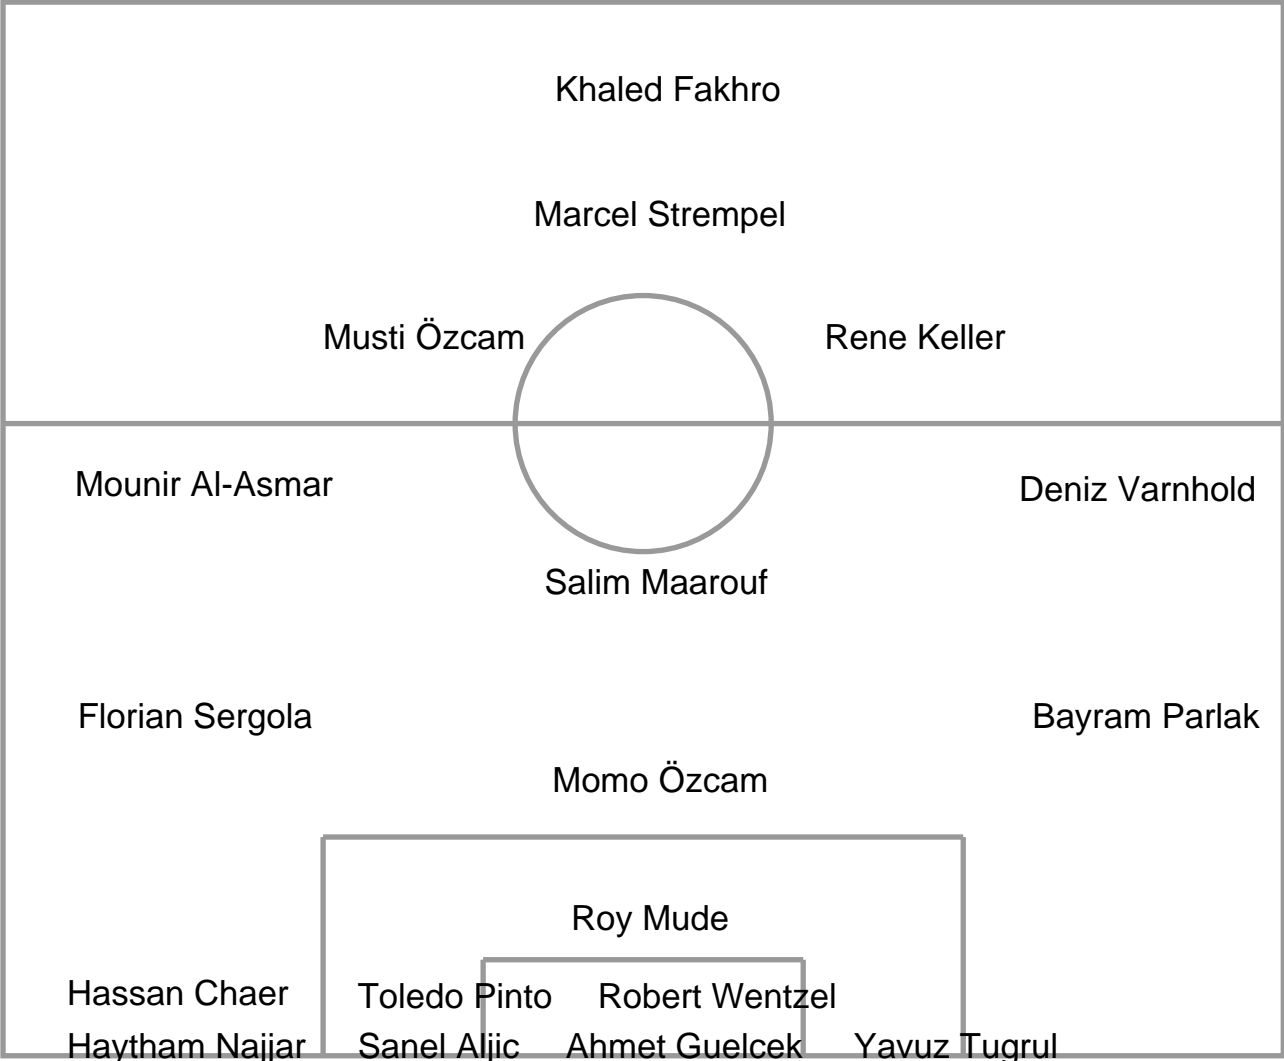 Khaled Fakhro
Marcel Strempel
Musti Özcam
Rene Keller
Mounir Al-Asmar
Deniz Varnhold
Salim Maarouf
Florian Sergola
Bayram Parlak
Momo Özcam
Roy Mude
Hassan Chaer
Toledo Pinto
Robert Wentzel
Haytham Najjar
Sanel Aljic
Ahmet Guelcek
Yavuz Tugrul